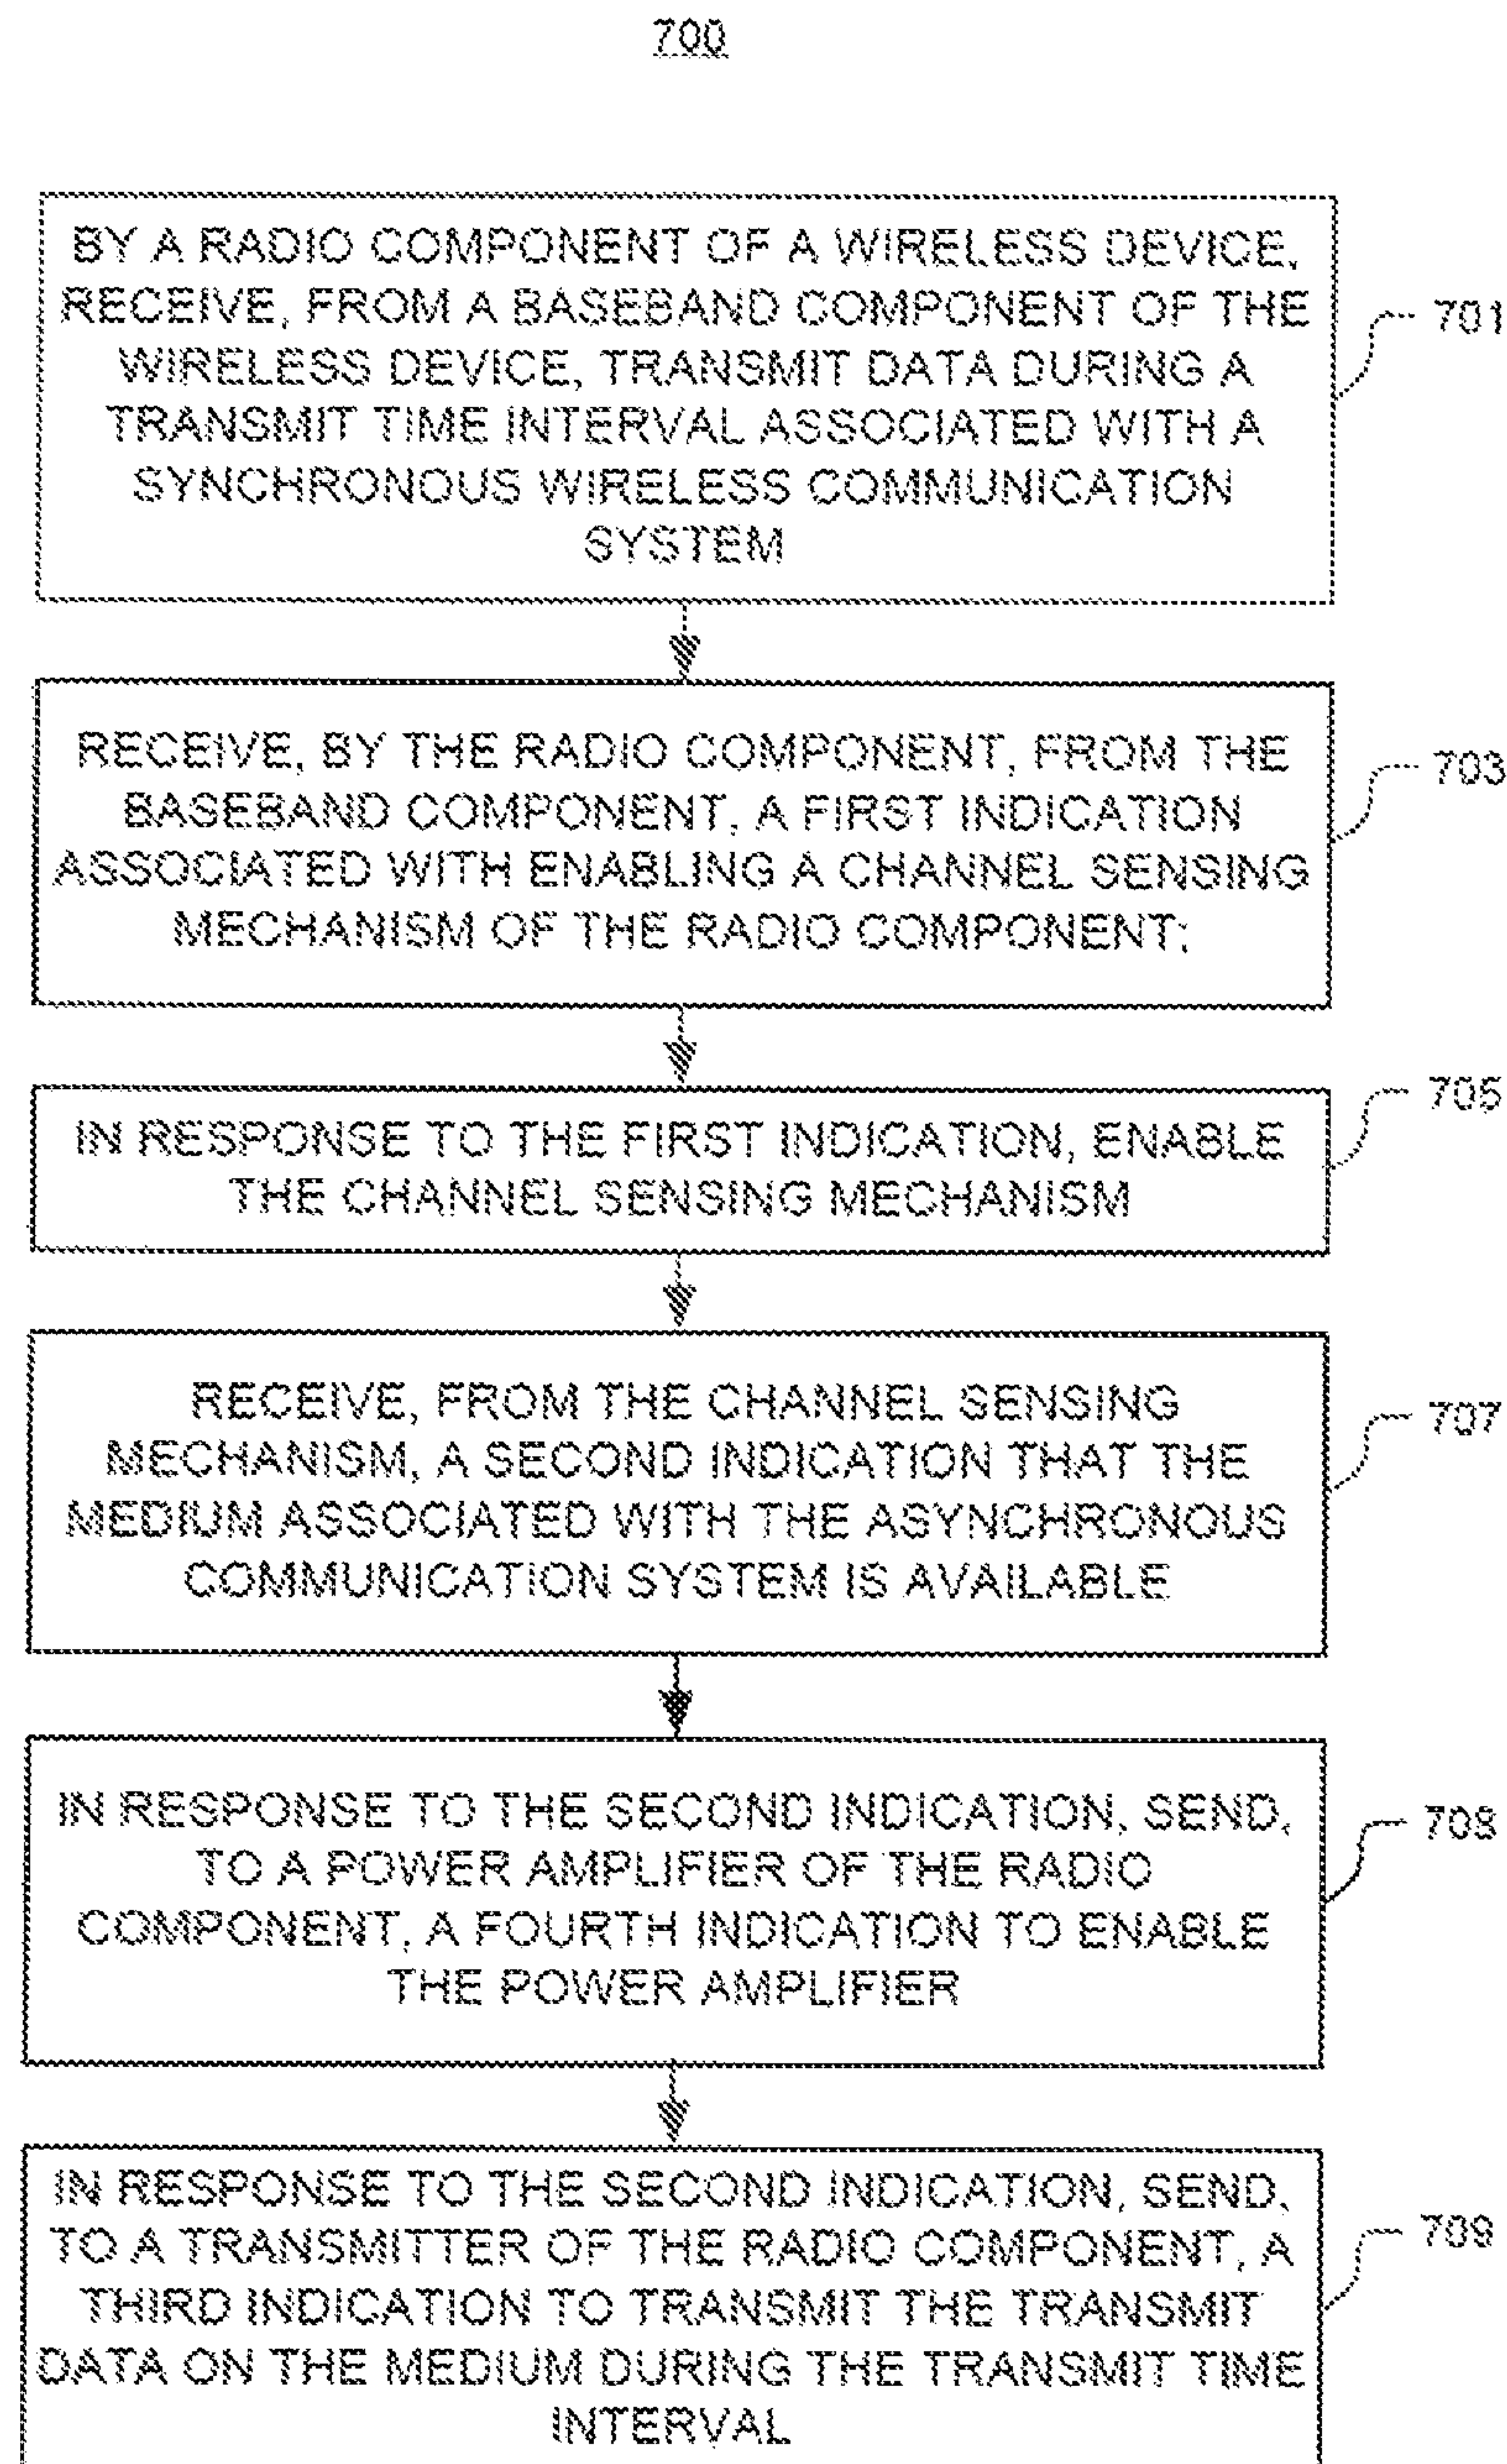 700
BY A RADIO COMPONENT OF A WIRELESS DEVICE,
RECEIVE, FROM A BASEBAND COMPONENT OF THE
WIRELESS DEVICE, TRANSMIT DATA DURING A
TRANSMIT TIME INTERVAL ASSOCIATED WITH A
SYNCHRONOUS WIRELESS COMMUNICATION
SYSTEM
701
RECEIVE, BY THE RADIO COMPONENT, FROM THE
BASEBAND COMPONENT, A FIRST INDICATION
ASSOCIATED WITH ENABLING A CHANNEL SENSING
MECHANISM OF THE RADIO COMPONENT;
703
IN RESPONSE TO THE FIRST INDICATION, ENABLE
THE CHANNEL SENSING MECHANISM
705
RECEIVE, FROM THE CHANNEL SENSING
MECHANISM, A SECOND INDICATION THAT THE
MEDIUM ASSOCIATED WITH THE ASYNCHRONOUS
COMMUNICATION SYSTEM IS AVAILABLE
707
IN RESPONSE TO THE SECOND INDICATION, SEND,
TO A POWER AMPLIFIER OF THE RADIO
COMPONENT, A FOURTH INDICATION TO ENABLE
THE POWER AMPLIFIER
708
IN RESPONSE TO THE SECOND INDICATION, SEND,
TO A TRANSMITTER OF THE RADIO COMPONENT, A
THIRD INDICATION TO TRANSMIT THE TRANSMIT
DATA ON THE MEDIUM DURING THE TRANSMIT TIME
INTERVAL
709